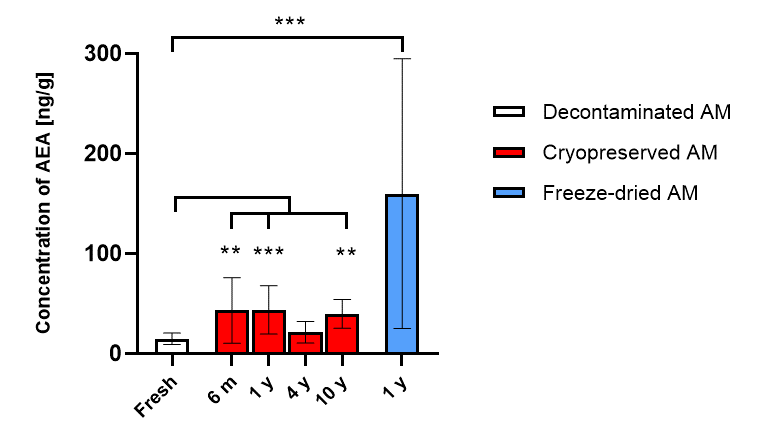 ***
300
200
100
0
Concentration of AEA [ng/g]
** *** **
Fresh
6 m
1 y
4 y
10 y
1 y
Decontaminated AM
Cryopreserved AM
Freeze-dried AM